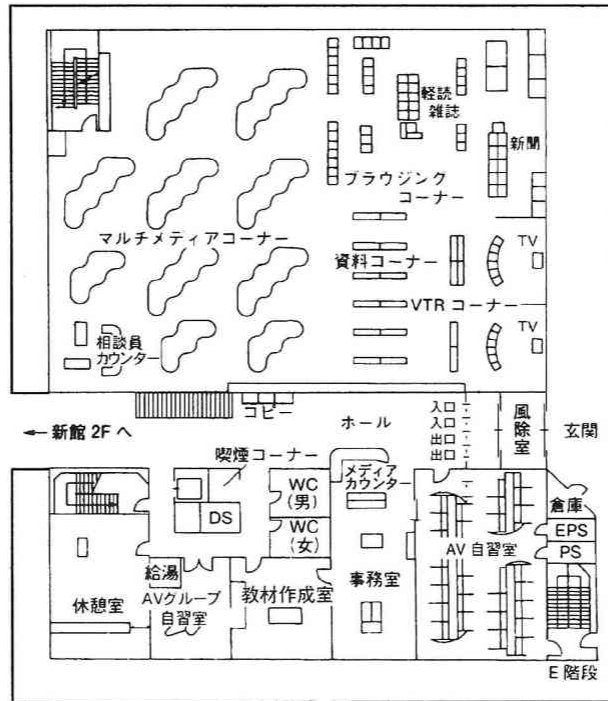 軽読
雑誌
新聞
ブラウジング
コーナー
マルチメディアコーナー
資料コーナー
TV
VTR コーナー
TV
相談員
カウンター
コピー
ホール
入口
入口
出口
出口
風除室
玄関
← 新館 2F へ
喫煙コーナー
メディア
カウンター
WC
(男)
DS
WC
(女)
倉庫
EPS
PS
AV 自習室
給湯
休憩室
AVグループ
自習室
教材作成室
事務室
E 階段